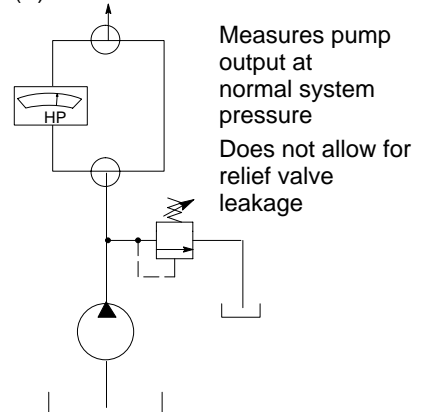 Measures pump
output at
normal system
pressure
Does not allow for
relief valve
leakage
HP